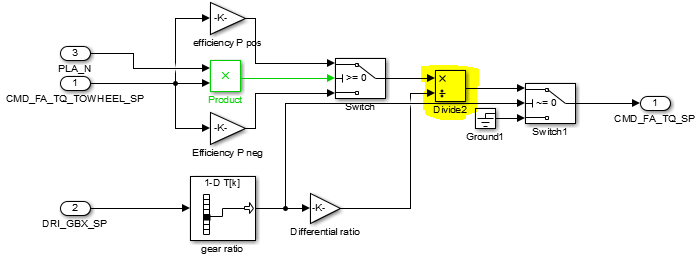 -K-
efficiency P pos
3
PLA_N
1
CMD_FA_TQ_TOWHEEL_SP
×
Product
>= 0
Switch
×
÷
Divide2
-K-
Efficiency P neg
~= 0
Switch1
Ground1
1
CMD_FA_TQ_SP
1-D T[k]
gear ratio
2
DRI_GBX_SP
-K-
Differential ratio